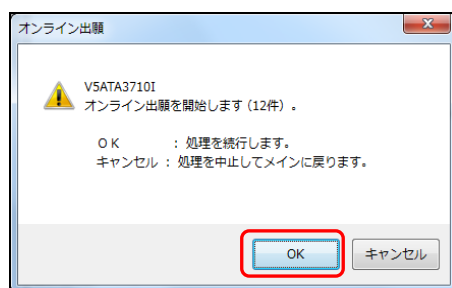 オンライン出願
V5ATA3710I
オンライン出願を開始します(12件)。
OK : 処理を続行します。
キャンセル : 処理を中止してメインに戻ります。
OK
キャンセル